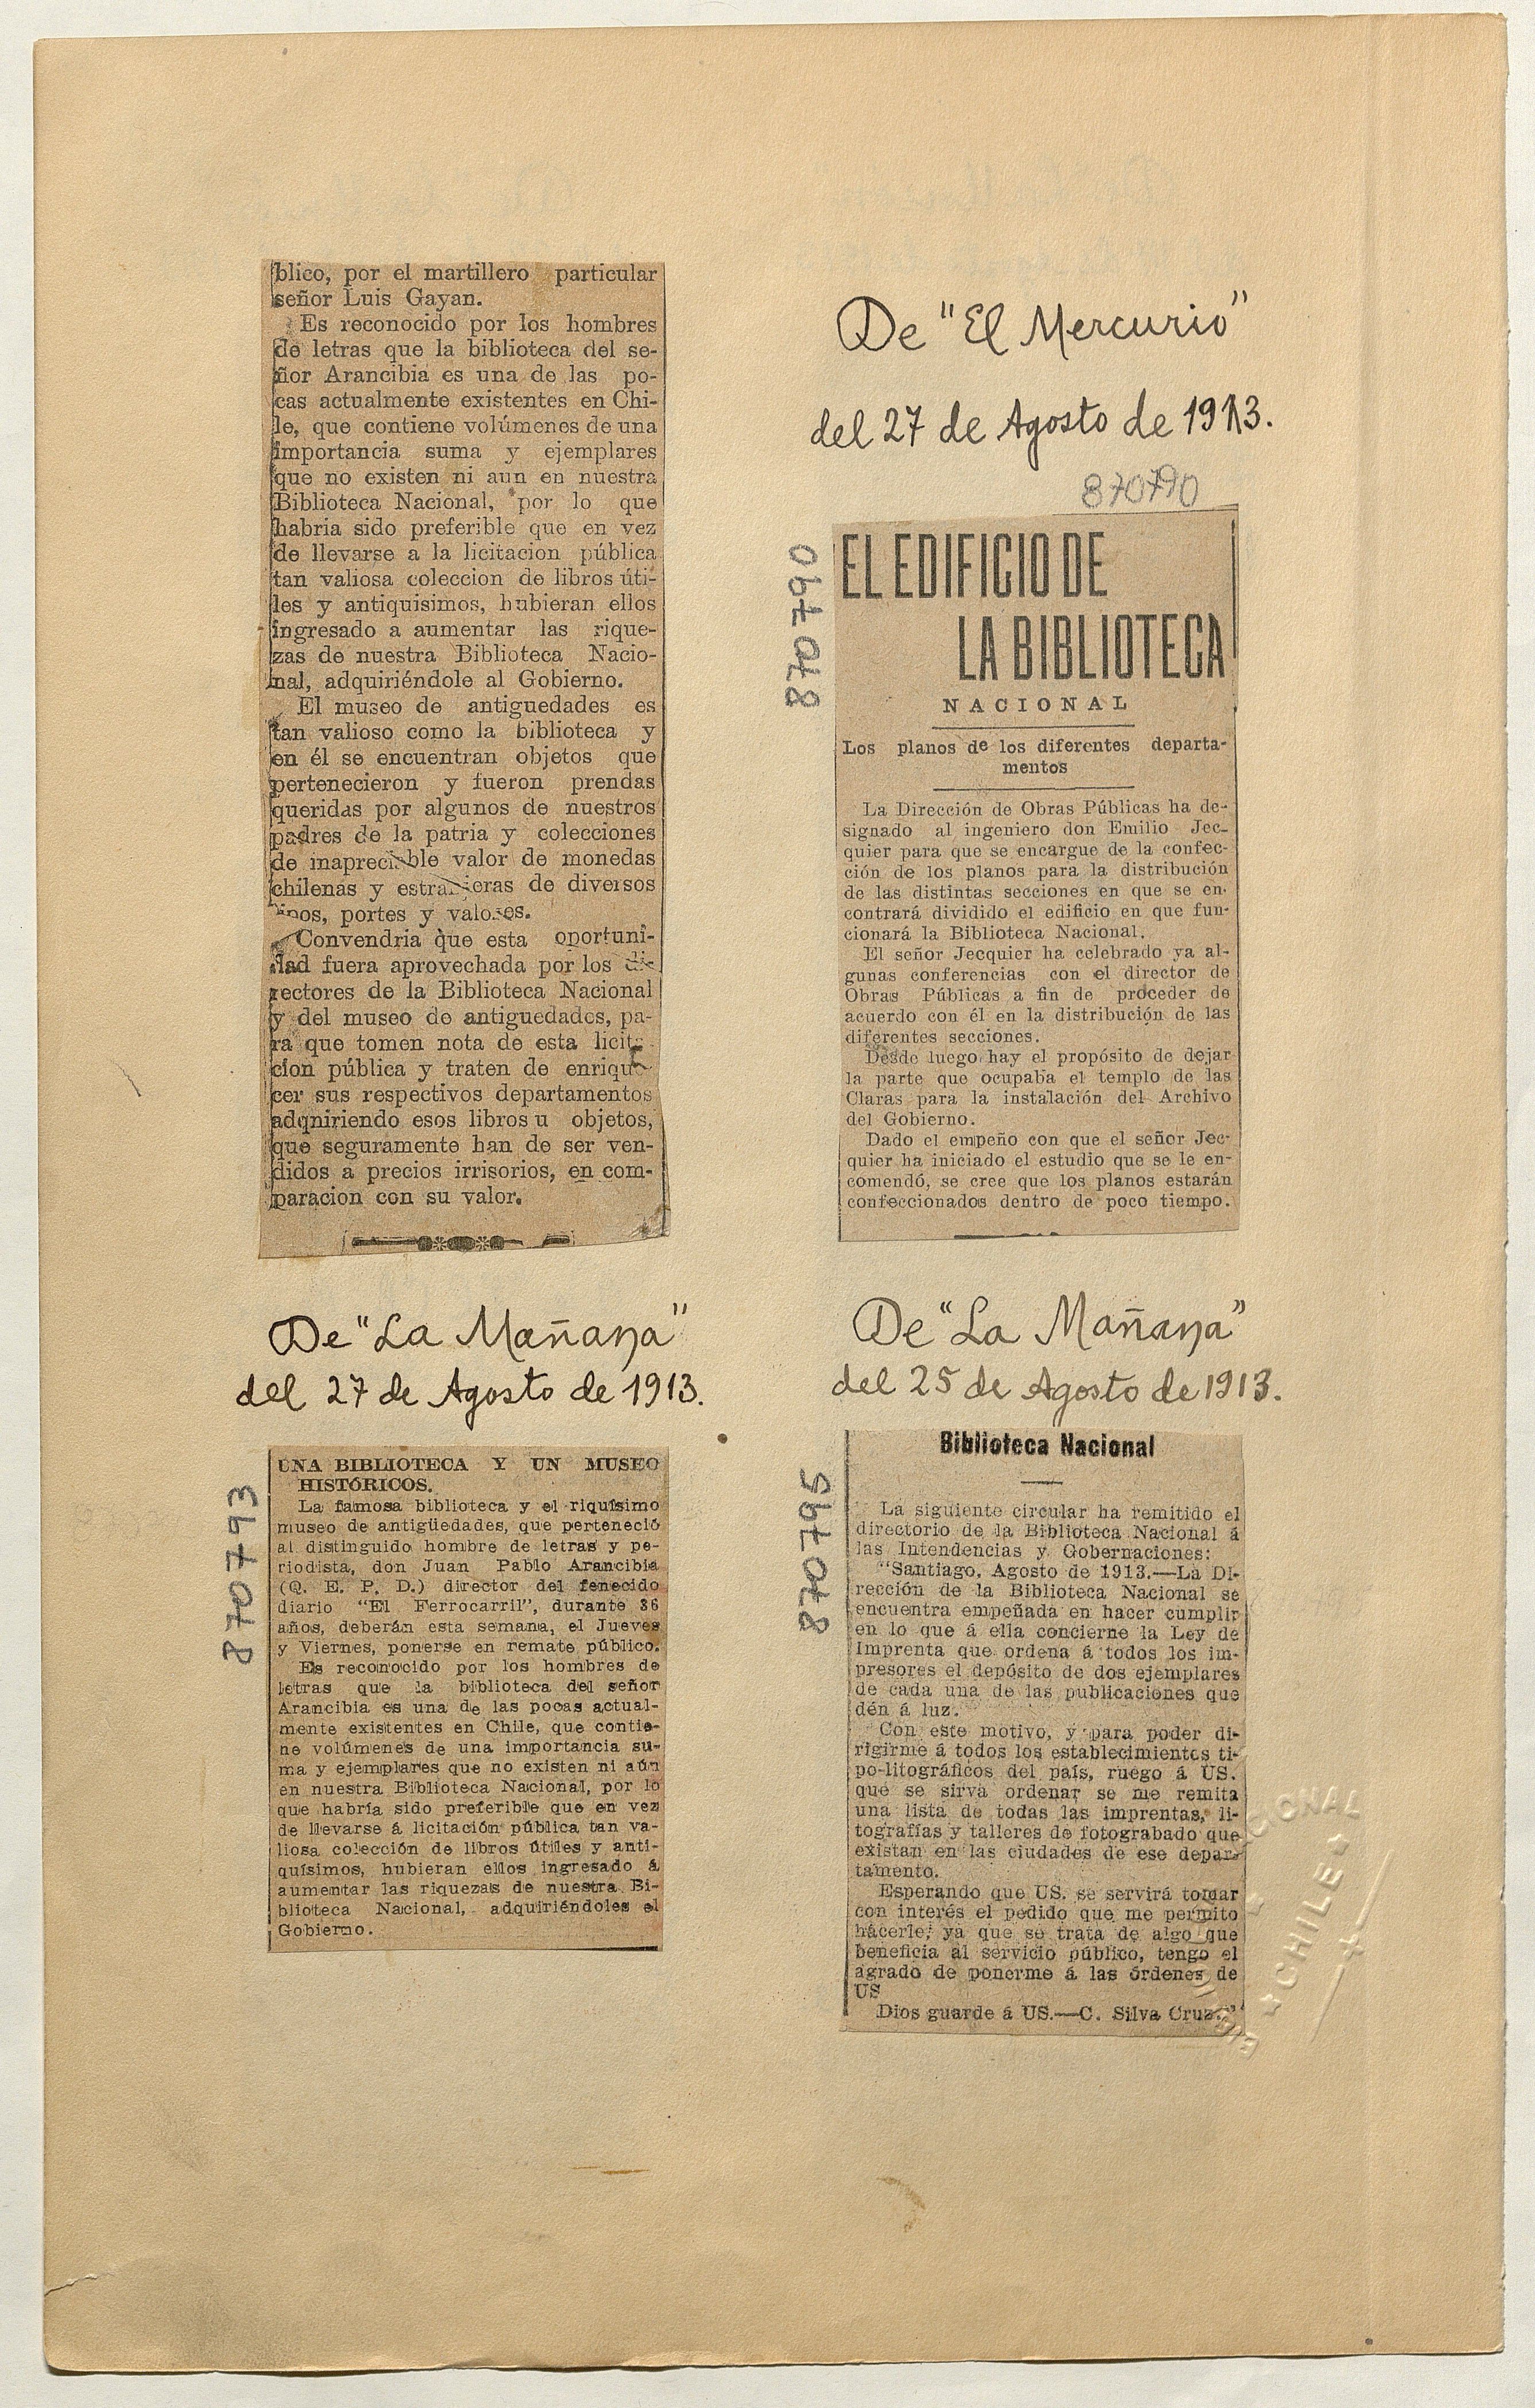 blico, por el martillero particular
señor Luis Gayan.
Es reconocido por los hombres
de letras que la biblioteca del se-
ñor Arancibia es una de las po-
cas actualmente existentes en Chi-
le, que contiene volúmenes de una
importancia suma y ejemplares
que no existen ni aun en nuestra
Biblioteca Nacional, por lo que
habria sido preferible que en vez
de llevarse a la licitacion pública
tan valiosa coleccion de libros úti-
les y antiquisimos, hubieran ellos
ingresado a aumentar las rique-
zas de nuestra Biblioteca Nacio-
nal, adquiriéndole al Gobierno.
El museo de antiguedades es
tan valioso como la biblioteca y
en él se encuentran objetos que
pertenecieron y fueron prendas
queridas por algunos de nuestros
padres de la patria y colecciones
de inapreciable valor de monedas
chilenas y estranjeras de diversos
portes y valores.
Convendria que esta oportuni-
dad fuera aprovechada por los di-
rectores de la Biblioteca Nacional
y del museo de antiguedades, pa-
ra que tomen nota de esta licita-
cion pública y traten de enrique-
cer sus respectivos departamentos
adqniriendo esos libros u objetos,
que seguramente han de ser ven-
didos a precios irrisorios, en com-
paracion con su valor.
De "La Mañana"
del 27 de Agosto de 1913.
870793
UNA BIBLIOTECA Y UN MUSEO
HISTÓRICOS.
La famosa biblioteca y el riquísimo
museo de antigüedades, que perteneció
al distinguido hombre de letras y pe-
riodista, don Juan Pablo Arancibia
(Q. E. P. D.) director del fenecido
diario "El Ferrocarril", durante 36
años, deberán esta semana, el Jueves
y Viernes, ponerse en remate público.
Es reconocido por los hombres de
letras que la biblioteca del señor
Arancibia es una de las pocas actual-
mente existentes en Chile, que contie-
ne volúmenes de una importancia su-
ma y ejemplares que no existen ni aún
en nuestra Biblioteca Nacional, por lo
que habría sido preferible que en vez
de llevarse á licitación pública tan va-
liosa colección de libros útiles y anti-
quísimos, hubieran ellos ingresado á
aumentar las riquezas de nuestra Bi-
blioteca Nacional, adquiriéndoles el
Gobierno.
De "El Mercurio"
del 27 de Agosto de 1913.
870790
870790
EL EDIFICIO DE
LA BIBLIOTECA
NACIONAL
Los planos de los diferentes departa-
mentos
La Dirección de Obras Públicas ha de-
signado al ingeniero don Emilio Jec-
quier para que se encargue de la confec-
ción de los planos para la distribución
de las distintas secciones en que se en-
contrará dividido el edificio en que fun-
cionará la Biblioteca Nacional.
El señor Jecquier ha celebrado ya al-
gunas conferencias con el director de
Obras Públicas a fin de proceder de
acuerdo con él en la distribución de las
diferentes secciones.
Desde luego hay el propósito de dejar
la parte que ocupaba el templo de las
Claras para la instalación del Archivo
del Gobierno.
Dado el empeño con que el señor Jec-
quier ha iniciado el estudio que se le en-
comendó, se cree que los planos estarán
confeccionados dentro de poco tiempo.
De "La Mañana"
del 25 de Agosto de 1913.
870795
Biblioteca Nacional
La siguiente circular ha remitido el
directorio de la Biblioteca Nacional á
las Intendencias y Gobernaciones:
"Santiago, Agosto de 1913.—La Di-
rección de la Biblioteca Nacional se
encuentra empeñada en hacer cumplir
en lo que á ella concierne la Ley de
Imprenta que ordena á todos los im-
presores el depósito de dos ejemplares
de cada una de las publicaciones que
dén á luz.
Con este motivo, y para poder di-
rigirme á todos los establecimientos ti-
po-litográficos del país, ruego á US.
que se sirva ordenar se me remita
una lista de todas las imprentas, li-
tografías y talleres de fotograbado que
existan en las ciudades de ese depar-
tamento.
Esperando que US. se servirá tomar
con interés el pedido que me permito
hacerle, ya que se trata de algo que
beneficia al servicio público, tengo el
agrado de ponerme á las órdenes de
US
Dios guarde á US.—C. Silva Cruz."
CHILE